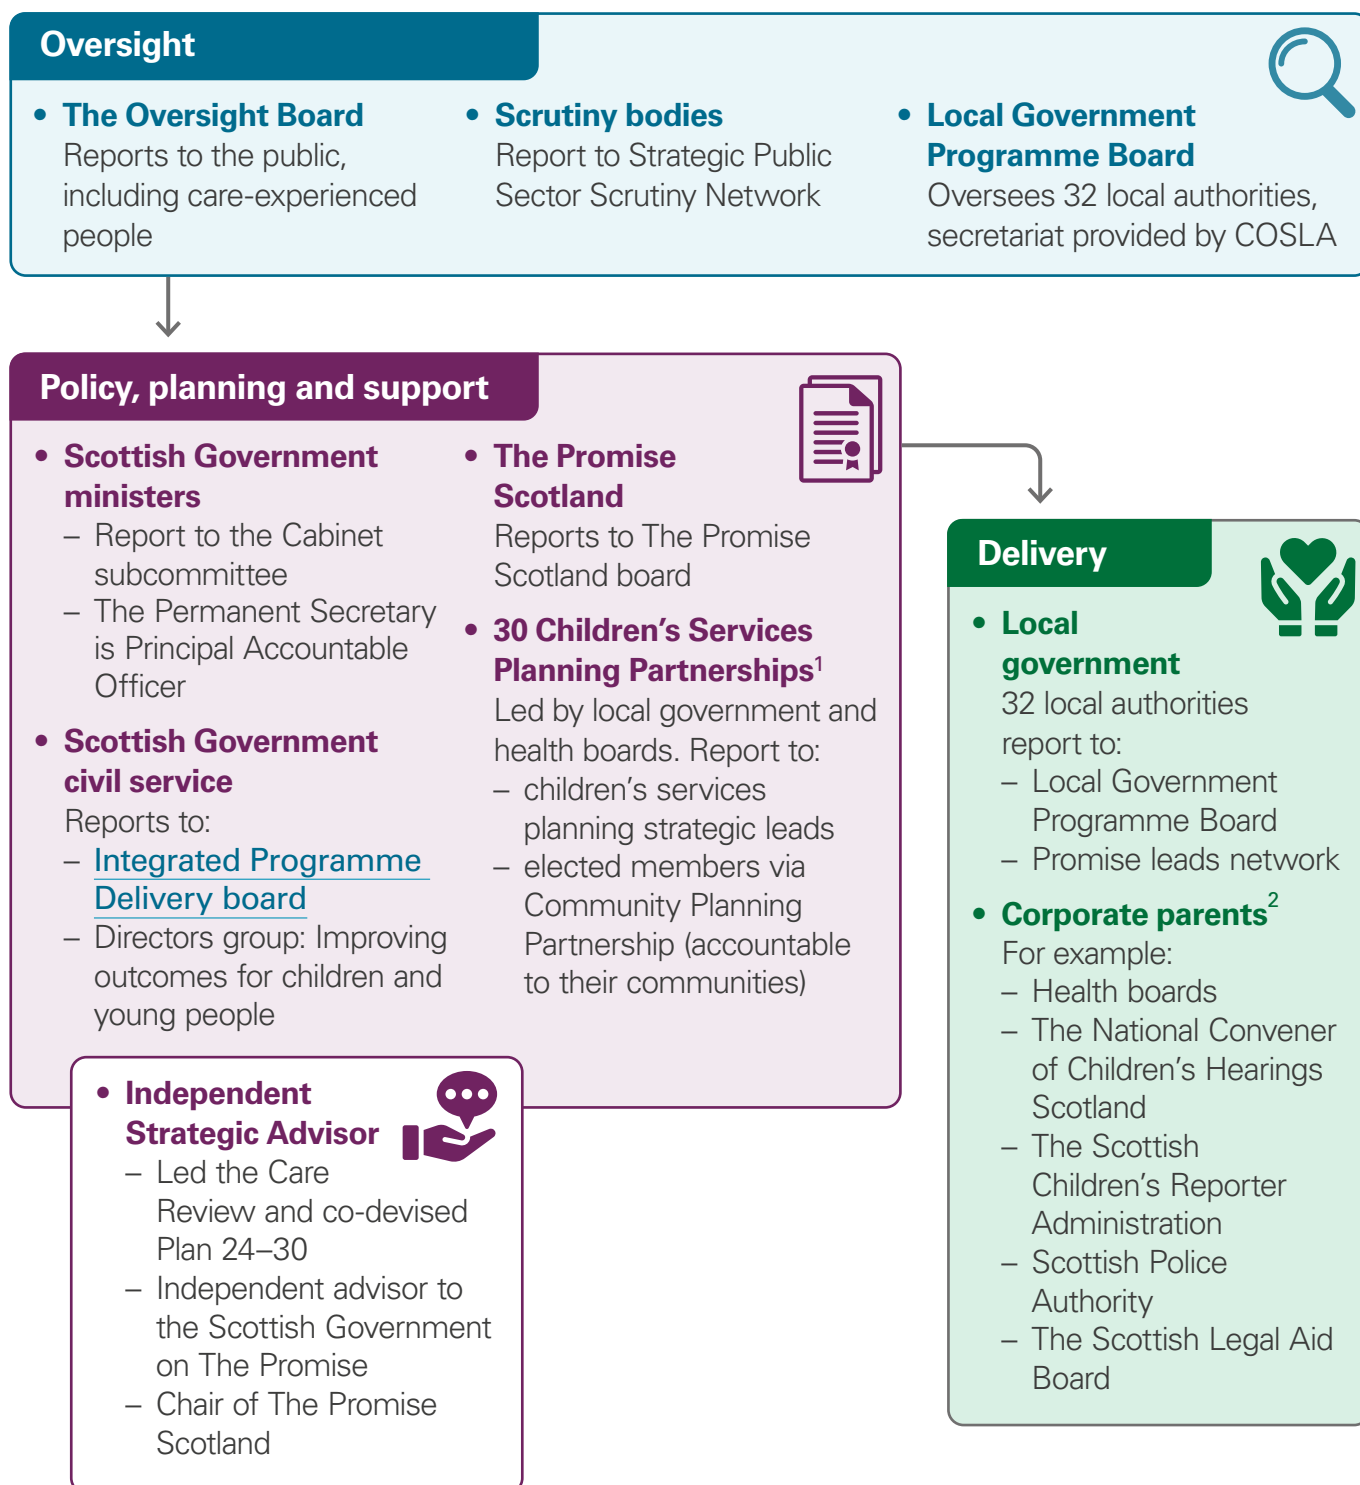 Oversight
• The Oversight Board
Reports to the public,
including care-experienced
people
• Scrutiny bodies
Report to Strategic Public
Sector Scrutiny Network
• Local Government
Programme Board
Oversees 32 local authorities,
secretariat provided by COSLA
Policy, planning and support
• Scottish Government
ministers
– Report to the Cabinet
subcommittee
– The Permanent Secretary
is Principal Accountable
Officer
• Scottish Government
civil service
Reports to:
– Integrated Programme
Delivery board
– Directors group: Improving
outcomes for children and
young people
• The Promise
Scotland
Reports to The Promise
Scotland board
• 30 Children’s Services
Planning Partnerships¹
Led by local government and
health boards. Report to:
– children’s services
planning strategic leads
– elected members via
Community Planning
Partnership (accountable
to their communities)
• Independent
Strategic Advisor
– Led the Care
Review and co-devised
Plan 24–30
– Independent advisor to
the Scottish Government
on The Promise
– Chair of The Promise
Scotland
Delivery
• Local
government
32 local authorities
report to:
– Local Government
Programme Board
– Promise leads network
• Corporate parents²
For example:
– Health boards
– The National Convener
of Children’s Hearings
Scotland
– The Scottish
Children’s Reporter
Administration
– Scottish Police
Authority
– The Scottish Legal Aid
Board